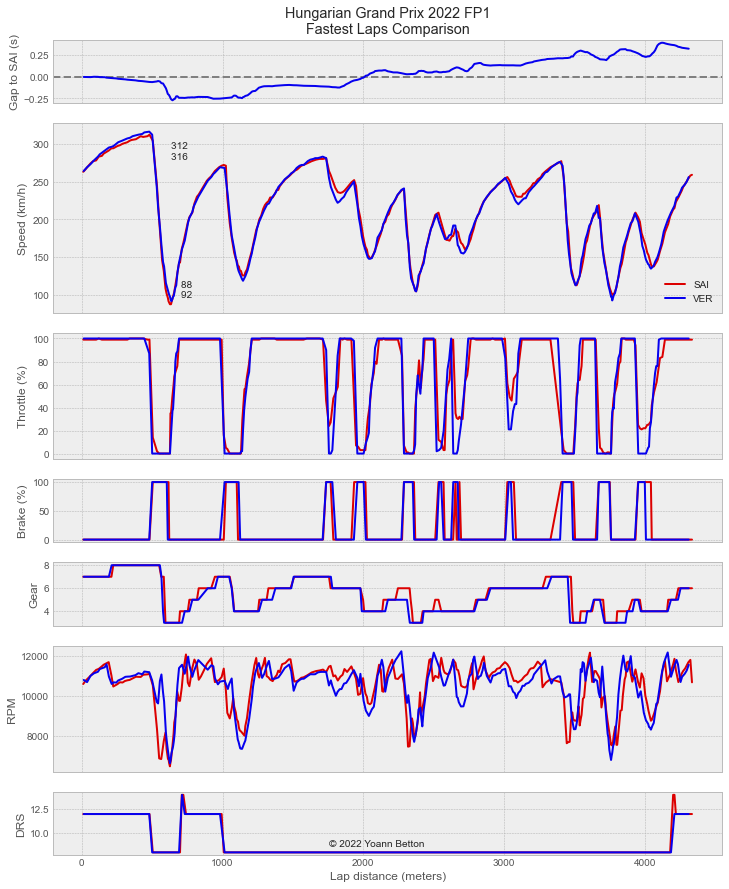 Hungarian Grand Prix 2022 FP1
Fastest Laps Comparison
Gap to SAI (s)
0.25
0.00
−0.25
Speed (km/h)
300
250
200
150
100
312
316
88
92
SAI
VER
Throttle (%)
100
80
60
40
20
0
Brake (%)
100
50
0
Gear
8
6
4
RPM
12000
10000
8000
DRS
12.5
10.0
© 2022 Yoann Betton
0
1000
2000
3000
4000
Lap distance (meters)